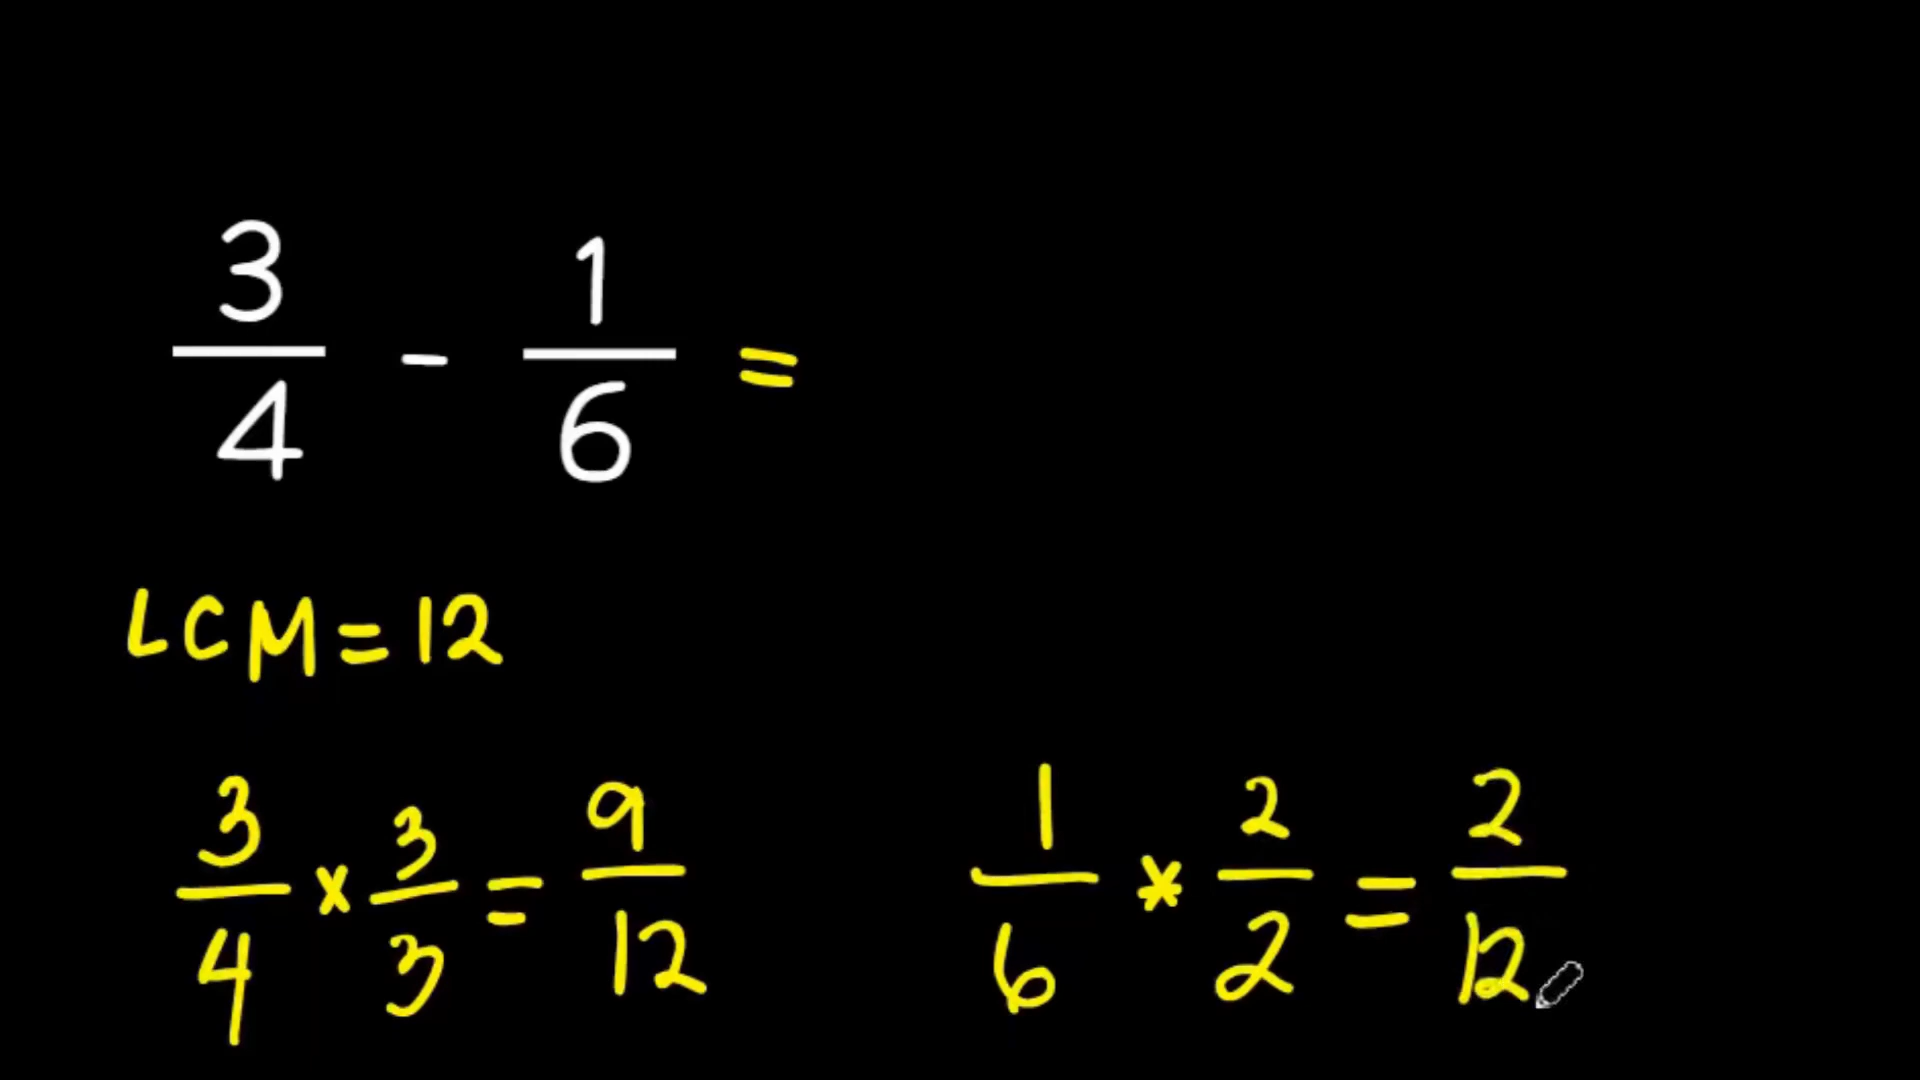 3/4 - 1/6 =
LCM = 12
3/4 x 3/3 = 9/12
1/6 * 2/2 = 2/12